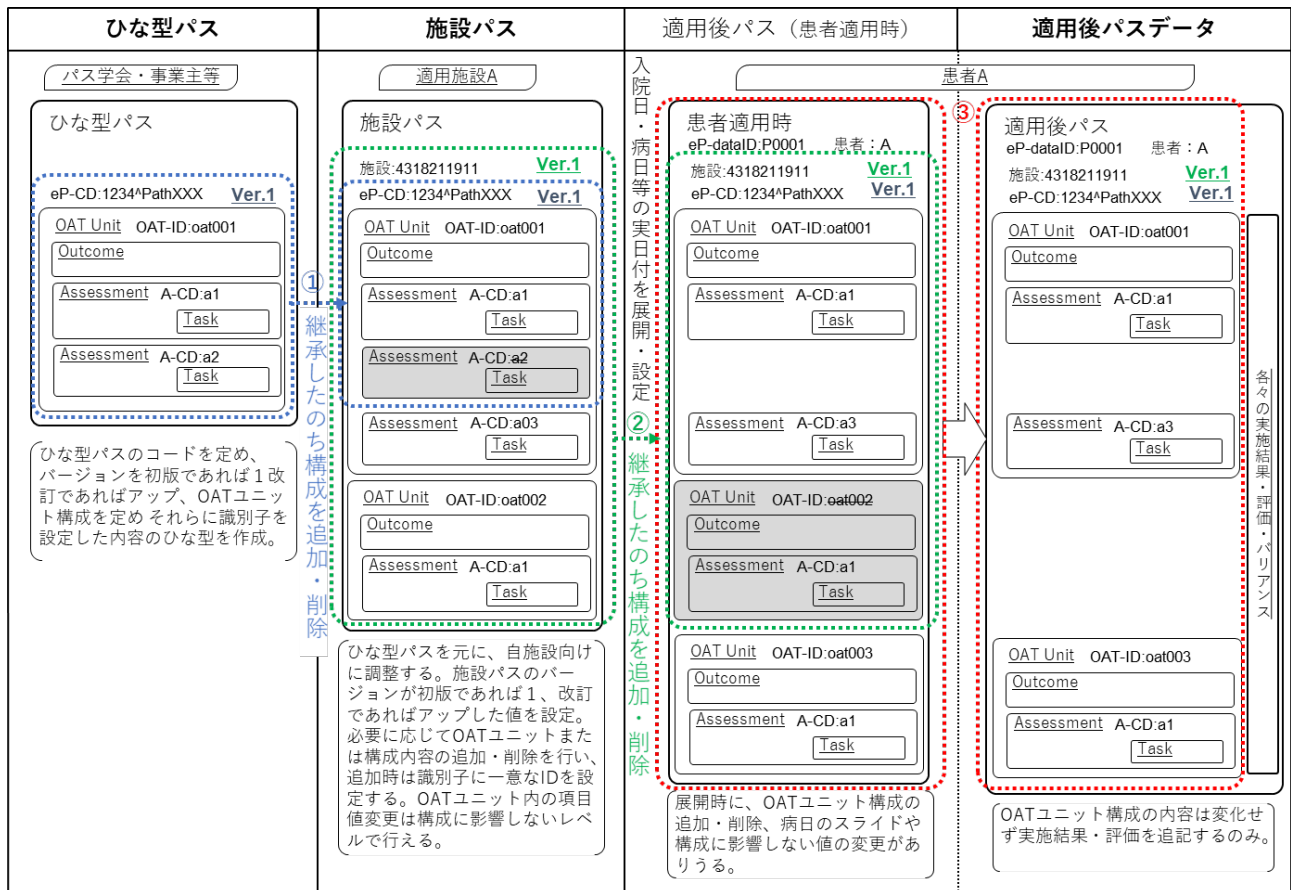 ひな型パス
施設パス
適用後パス（患者適用時）
適用後パスデータ
パス学会・事業主等
ひな型パス
eP-CD:1234^PathXXX Ver.1
OAT Unit OAT-ID:oat001
Outcome
Assessment A-CD:a1
Task
Assessment A-CD:a2
Task
ひな型パスのコードを定め、
バージョンを初版であれば１改
訂であればアップ、OATユニッ
ト構成を定め それらに識別子を
設定した内容のひな型を作成。
①
継承したのち構成を追加・削除
適用施設A
施設パス
施設:4318211911 Ver.1
eP-CD:1234^PathXXX Ver.1
OAT Unit OAT-ID:oat001
Outcome
Assessment A-CD:a1
Task
Assessment A-CD:a2
Task
Assessment A-CD:a03
Task
OAT Unit OAT-ID:oat002
Outcome
Assessment A-CD:a1
Task
ひな型パスを元に、自施設向け
に調整する。施設パスのバー
ジョンが初版であれば１、改訂
であればアップした値を設定。
必要に応じてOATユニットまた
は構成内容の追加・削除を行い、
追加時は識別子に一意なIDを設
定する。OATユニット内の項目
値変更は構成に影響しないレベ
ルで行える。
入院日・病日等の実日付を展開・設定
②
継承したのち構成を追加・削除
患者A
患者適用時
eP-dataID:P0001 患者：A
施設:4318211911 Ver.1
eP-CD:1234^PathXXX Ver.1
OAT Unit OAT-ID:oat001
Outcome
Assessment A-CD:a1
Task
Assessment A-CD:a3
Task
OAT Unit OAT-ID:oat002
Outcome
Assessment A-CD:a1
Task
OAT Unit OAT-ID:oat003
Outcome
Assessment A-CD:a1
Task
展開時に、OATユニット構成の
追加・削除、病日のスライドや
構成に影響しない値の変更があ
りうる。
③
適用後パス
eP-dataID:P0001 患者：A
施設:4318211911 Ver.1
eP-CD:1234^PathXXX Ver.1
OAT Unit OAT-ID:oat001
Outcome
Assessment A-CD:a1
Task
Assessment A-CD:a3
Task
OAT Unit OAT-ID:oat003
Outcome
Assessment A-CD:a1
Task
各々の実施結果・評価・バリアンス
OATユニット構成の内容は変化せ
ず実施結果・評価を追記するのみ。